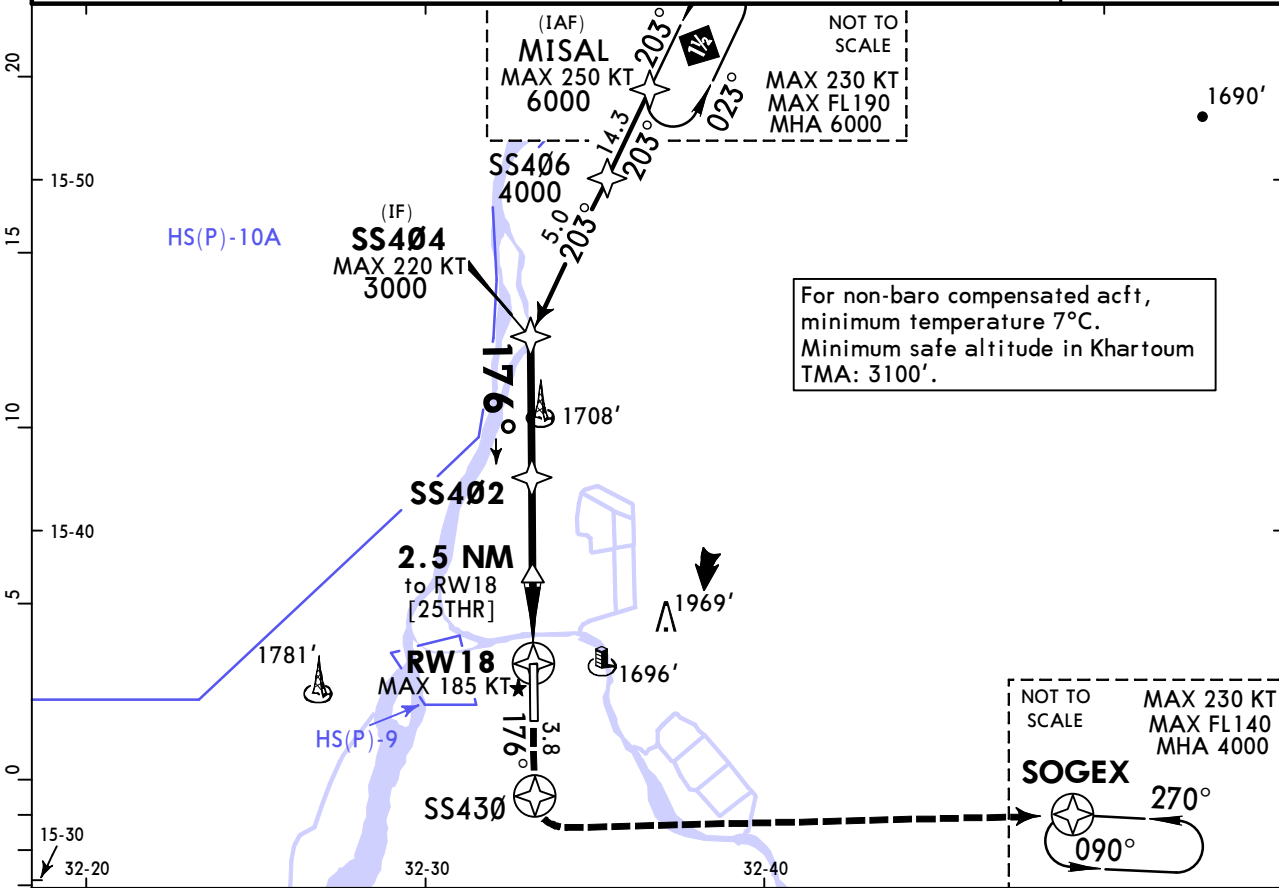 (IAF)
MISAL
MAX 250 KT
6000
203°
1½
023°
NOT TO
SCALE
MAX 230 KT
MAX FL190
MHA 6000
1690'
20
14.3
203°
SS4Ø6
4000
15-50
5.0
203°
(IF)
SS4Ø4
MAX 220 KT
3000
HS(P)-10A
15
For non-baro compensated acft,
minimum temperature 7°C.
Minimum safe altitude in Khartoum
TMA: 3100'.
176°
1708'
10
SS4Ø2
15-40
2.5 NM
to RW18
[25THR]
5
1969'
1781'
RW18
MAX 185 KT
1696'
HS(P)-9
176°
3.8
NOT TO
SCALE
MAX 230 KT
MAX FL140
MHA 4000
SOGEX
270°
090°
0
SS43Ø
15-30
32-20
32-30
32-40